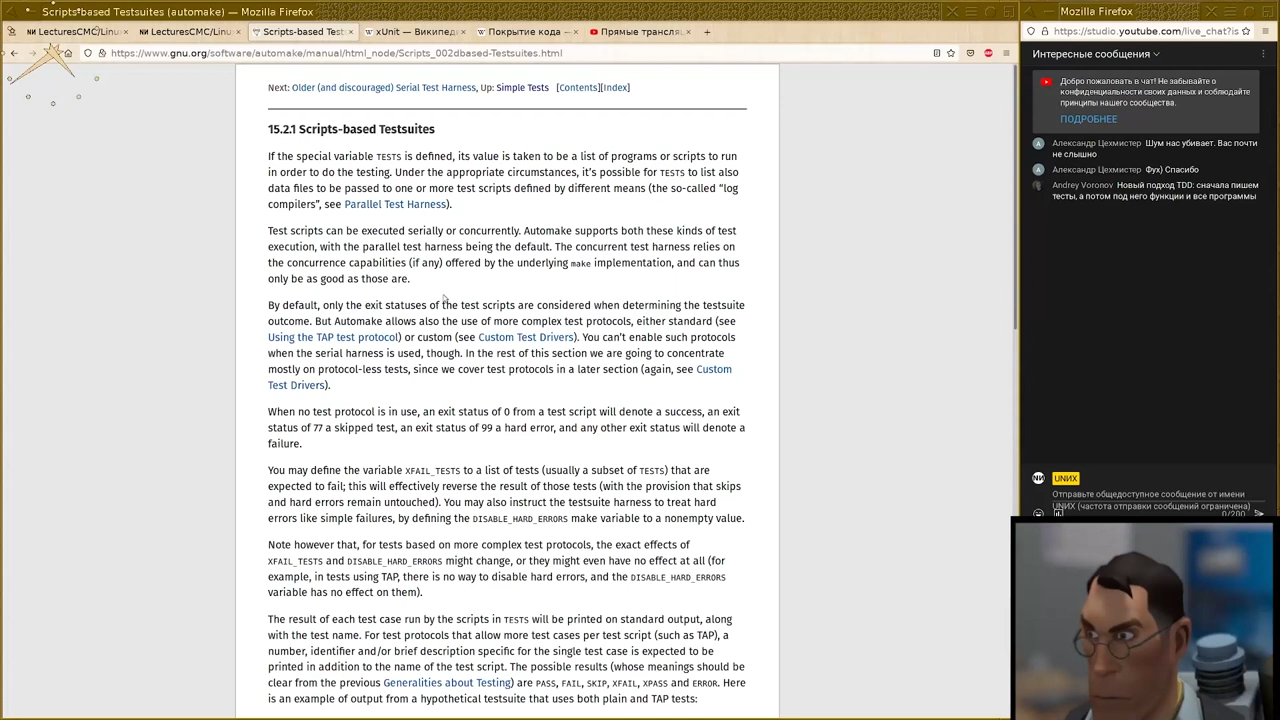 Scripts-based Testsuites (automake) — Mozilla Firefox
Mozilla Firefox
LecturesCMC/Linu
LecturesCMC/Linu
Scripts-based Test
xUnit — Википед
Покрытие кода —
Прямые трансля
https://www.gnu.org/software/automake/manual/html_node/Scripts_002dbased-Testsuites.html
https://studio.youtube.com/live_chat?is
Next: Older (and discouraged) Serial Test Harness, Up: Simple Tests [Contents][Index]
15.2.1 Scripts-based Testsuites
If the special variable TESTS is defined, its value is taken to be a list of programs or scripts to run
in order to do the testing. Under the appropriate circumstances, it’s possible for TESTS to list also
data files to be passed to one or more test scripts defined by different means (the so-called “log
compilers”, see Parallel Test Harness).
Test scripts can be executed serially or concurrently. Automake supports both these kinds of test
execution, with the parallel test harness being the default. The concurrent test harness relies on
the concurrence capabilities (if any) offered by the underlying make implementation, and can thus
only be as good as those are.
By default, only the exit statuses of the test scripts are considered when determining the testsuite
outcome. But Automake allows also the use of more complex test protocols, either standard (see
Using the TAP test protocol) or custom (see Custom Test Drivers). You can’t enable such protocols
when the serial harness is used, though. In the rest of this section we are going to concentrate
mostly on protocol-less tests, since we cover test protocols in a later section (again, see Custom
Test Drivers).
When no test protocol is in use, an exit status of 0 from a test script will denote a success, an exit
status of 77 a skipped test, an exit status of 99 a hard error, and any other exit status will denote a
failure.
You may define the variable XFAIL_TESTS to a list of tests (usually a subset of TESTS) that are
expected to fail; this will effectively reverse the result of those tests (with the provision that skips
and hard errors remain untouched). You may also instruct the testsuite harness to treat hard
errors like simple failures, by defining the DISABLE_HARD_ERRORS make variable to a nonempty value.
Note however that, for tests based on more complex test protocols, the exact effects of
XFAIL_TESTS and DISABLE_HARD_ERRORS might change, or they might even have no effect at all (for
example, in tests using TAP, there is no way to disable hard errors, and the DISABLE_HARD_ERRORS
variable has no effect on them).
The result of each test case run by the scripts in TESTS will be printed on standard output, along
with the test name. For test protocols that allow more test cases per test script (such as TAP), a
number, identifier and/or brief description specific for the single test case is expected to be
printed in addition to the name of the test script. The possible results (whose meanings should be
clear from the previous Generalities about Testing) are PASS, FAIL, SKIP, XFAIL, XPASS and ERROR. Here
is an example of output from a hypothetical testsuite that uses both plain and TAP tests:
Интересные сообщения
Добро пожаловать в чат! Не забывайте о
конфиденциальности своих данных и соблюдайте
принципы нашего сообщества.
ПОДРОБНЕЕ
Александр Цехмистер Шум нас убивает. Вас почти
не слышно
Александр Цехмистер Фух) Спасибо
Andrey Voronov Новый подход TDD: сначала пишем
тесты, а потом под него функции и все программы
UNИX
Отправьте общедоступное сообщение от имени
UNИX (частота отправки сообщений ограничена)
0/200